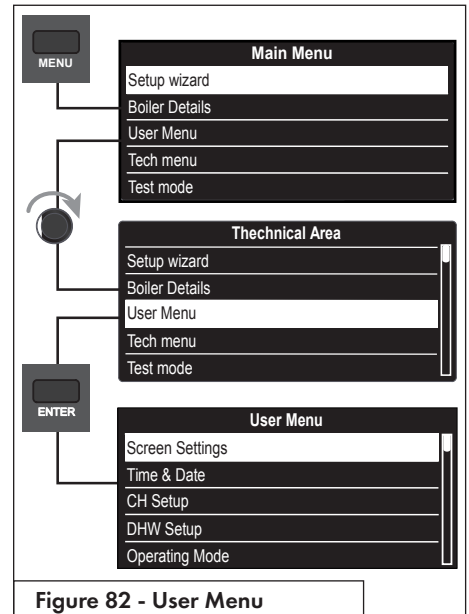 MENU
Main Menu
Setup wizard
Boiler Details
User Menu
Tech menu
Test mode
Thechnical Area
Setup wizard
Boiler Details
User Menu
Tech menu
Test mode
ENTER
User Menu
Screen Settings
Time & Date
CH Setup
DHW Setup
Operating Mode
Figure 82 - User Menu